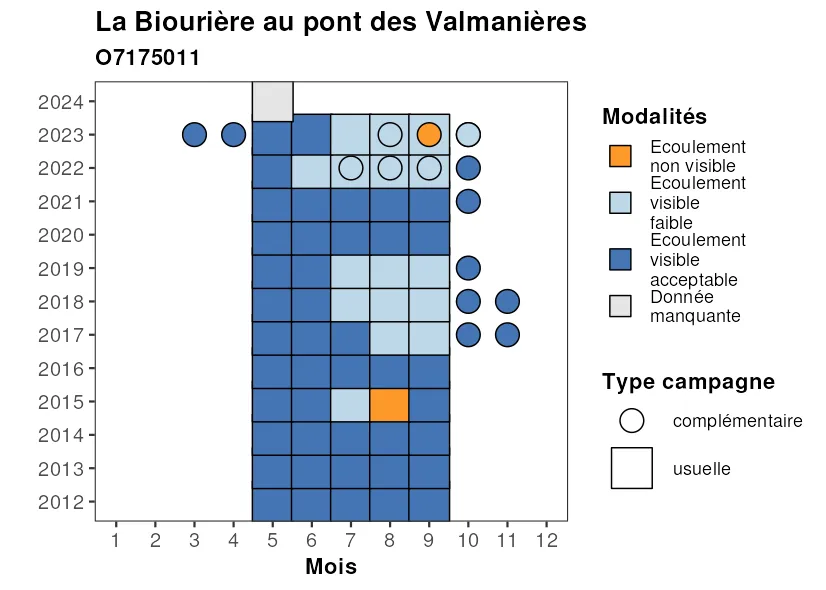 La Biourière au pont des Valmanières
O7175011
2024
2023
2022
2021
2020
2019
2018
2017
2016
2015
2014
2013
2012
1 2 3 4 5 6 7 8 9 10 11 12
Mois
Modalités
Ecoulement
non visible
Ecoulement
visible
faible
Ecoulement
visible
acceptable
Donnée
manquante
Type campagne
complémentaire
usuelle